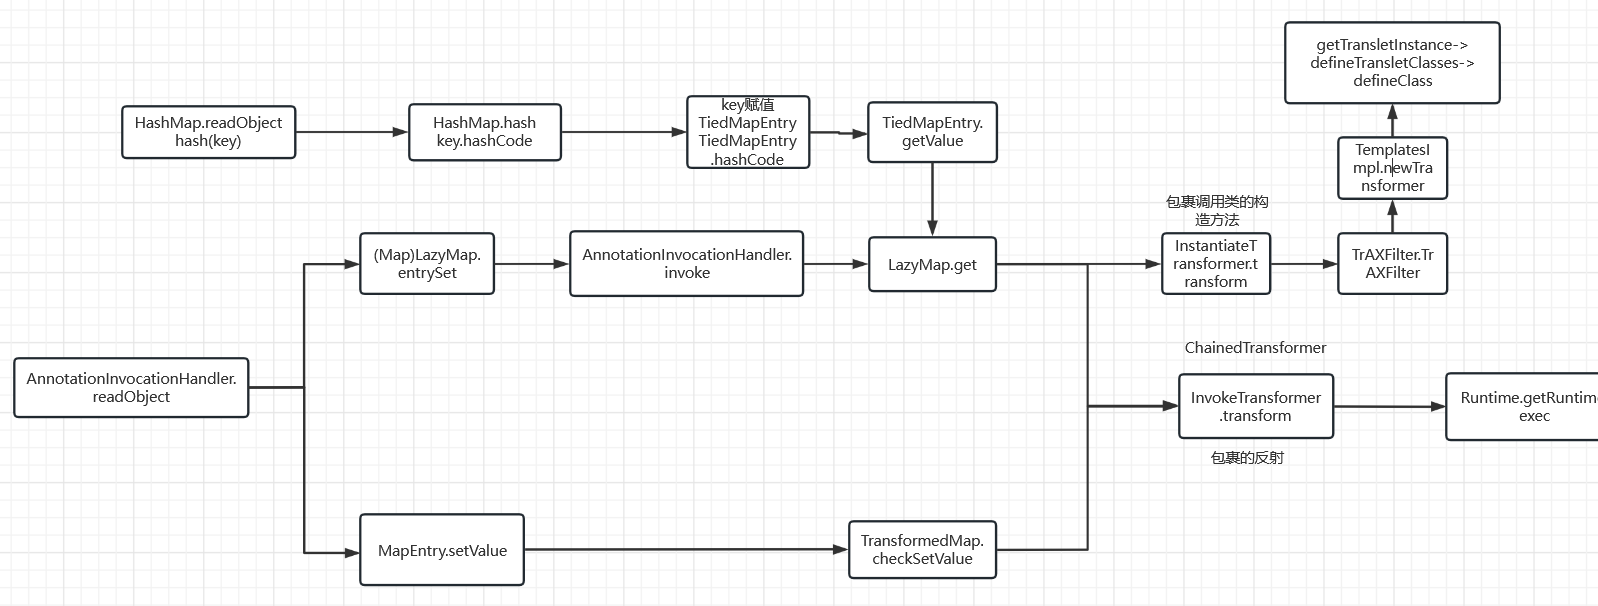 getTransletInstance->
defineTransletClasses->
defineClass
HashMap.readObject
hash(key)
HashMap.hash
key.hashCode
key赋值
TiedMapEntry
TiedMapEntry
.hashCode
TiedMapEntry.
getValue
TemplatesI
mpl.newTra
nsformer
包裹调用类的构
造方法
(Map)LazyMap.
entrySet
AnnotationInvocationHandler.
invoke
LazyMap.get
InstantiateT
ransformer.t
ransform
TrAXFilter.Tr
AXFilter
ChainedTransformer
AnnotationInvocationHandler.
readObject
InvokeTransformer
.transform
Runtime.getRuntime
exec
包裹的反射
MapEntry.setValue
TransformedMap.
checkSetValue